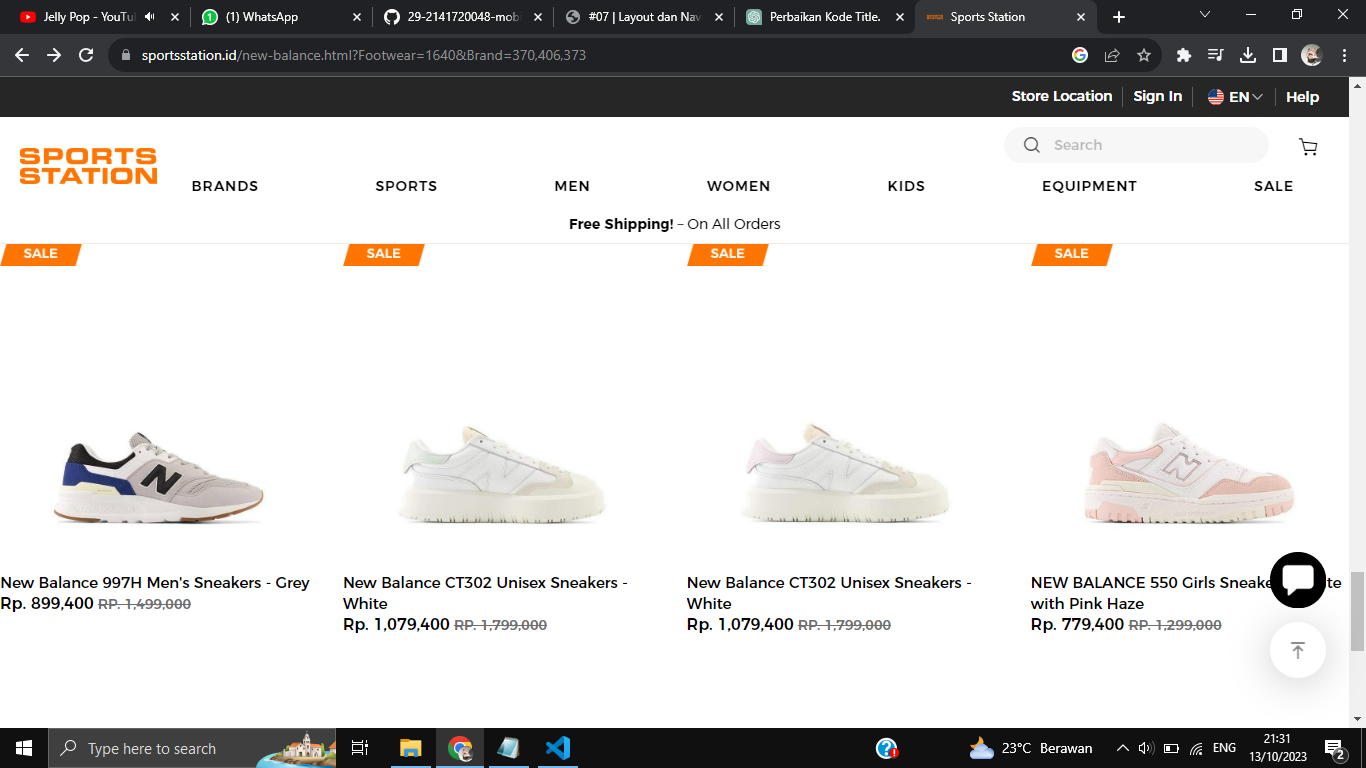 Jelly Pop - YouTu
(1) WhatsApp
29-2141720048-mobi
#07 | Layout dan Nav
Perbaikan Kode Title.
Sports Station
sportsstation.id/new-balance.html?Footwear=1640&Brand=370,406,373
Store Location
Sign In
EN
Help
SPORTS
STATION
Search
BRANDS
SPORTS
MEN
WOMEN
KIDS
EQUIPMENT
SALE
Free Shipping! – On All Orders
SALE
SALE
SALE
SALE
New Balance 997H Men's Sneakers - Grey
Rp. 899,400 RP. 1,499,000
New Balance CT302 Unisex Sneakers -
White
Rp. 1,079,400 RP. 1,799,000
New Balance CT302 Unisex Sneakers -
White
Rp. 1,079,400 RP. 1,799,000
NEW BALANCE 550 Girls Sneake
with Pink Haze
Rp. 779,400 RP. 1,299,000
Type here to search
23°C Berawan
ENG
21:31
13/10/2023
2